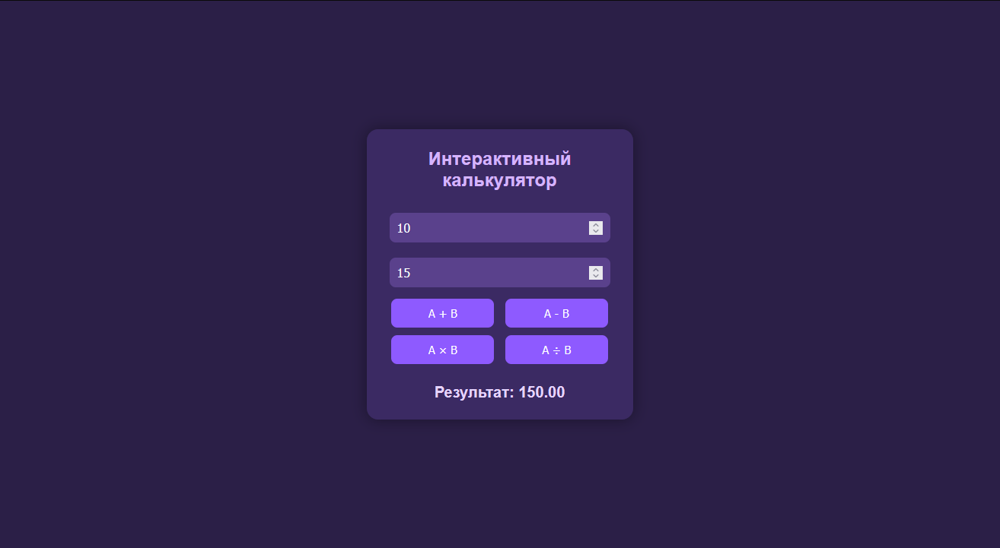 Интерактивный
калькулятор
10
15
A + B
A - B
A × B
A ÷ B
Результат: 150.00